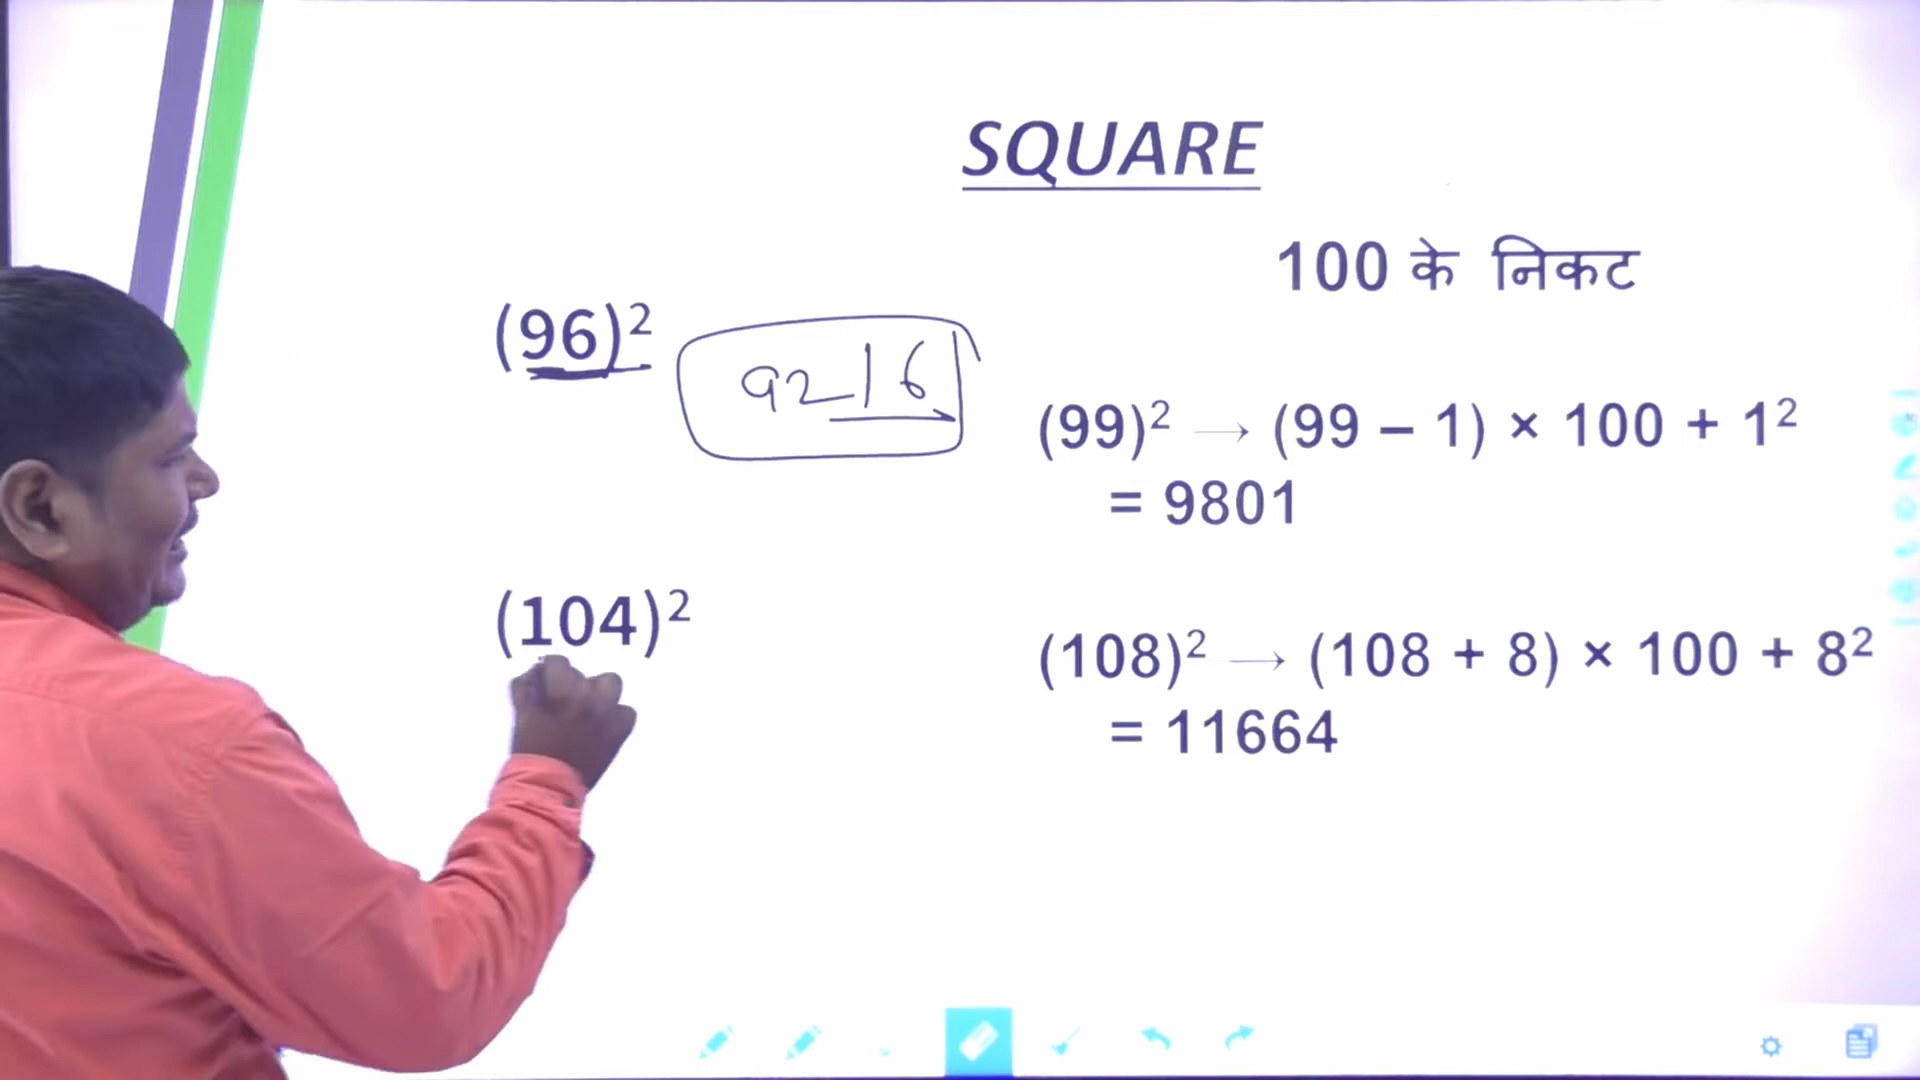 SQUARE
100 के निकट
(96)²
9216
(99)² → (99 – 1) × 100 + 1²
= 9801
(104)²
(108)² → (108 + 8) × 100 + 8²
= 11664